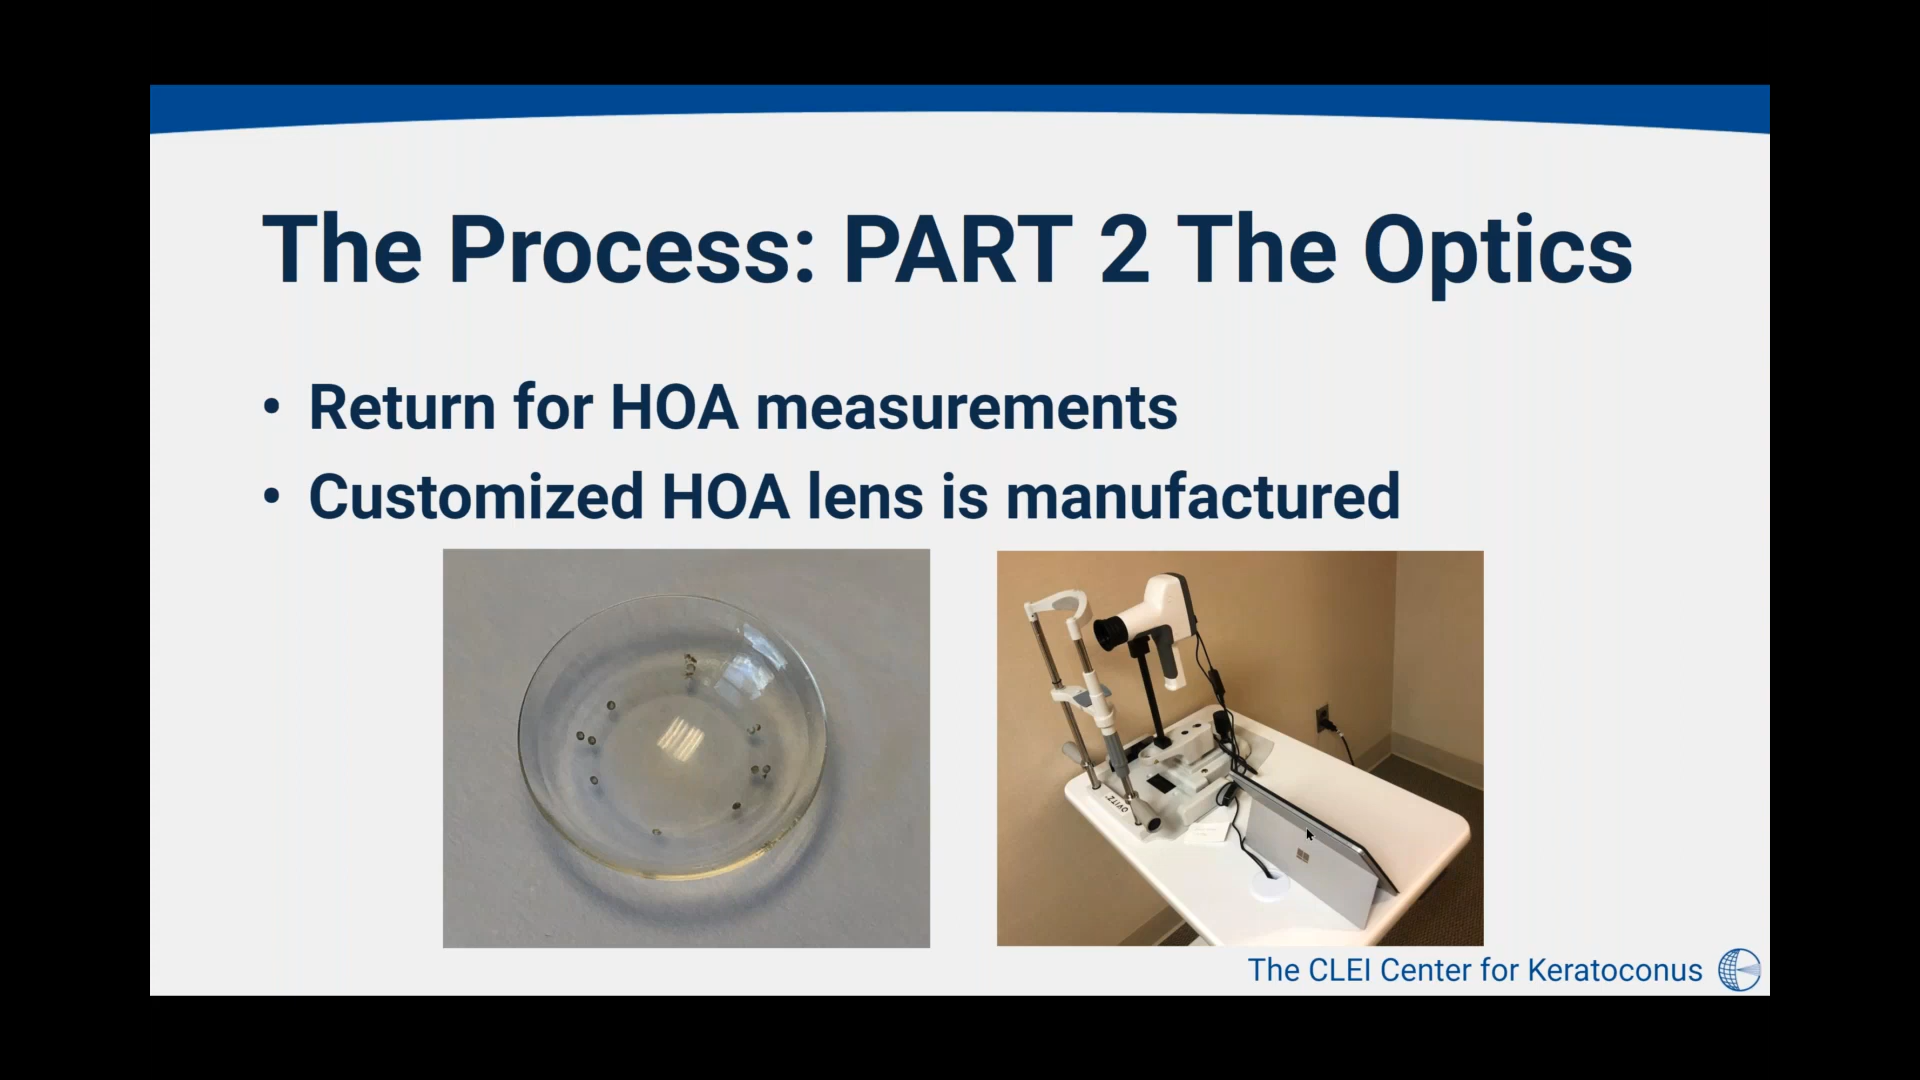 The Process: PART 2 The Optics
• Return for HOA measurements
• Customized HOA lens is manufactured
OVITZ
The CLEI Center for Keratoconus